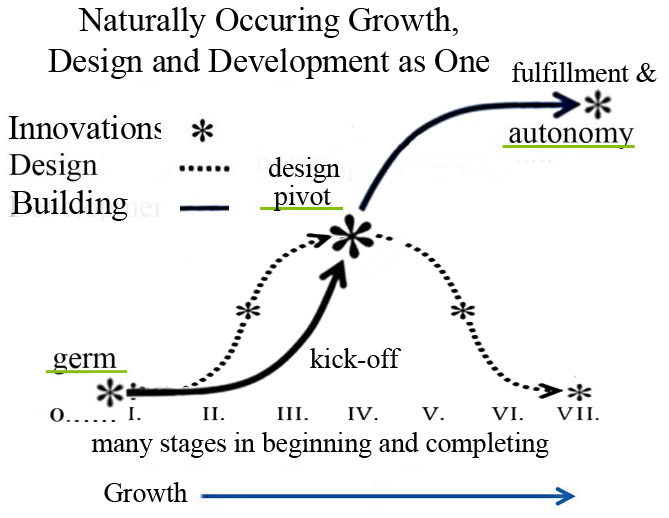 Naturally Occuring Growth,
Design and Development as One
fulfillment &
autonomy
Innovations *
Design
Building
design
pivot
germ
kick-off
o...... I. II. III. IV. V. VI. VII.
many stages in beginning and completing
Growth